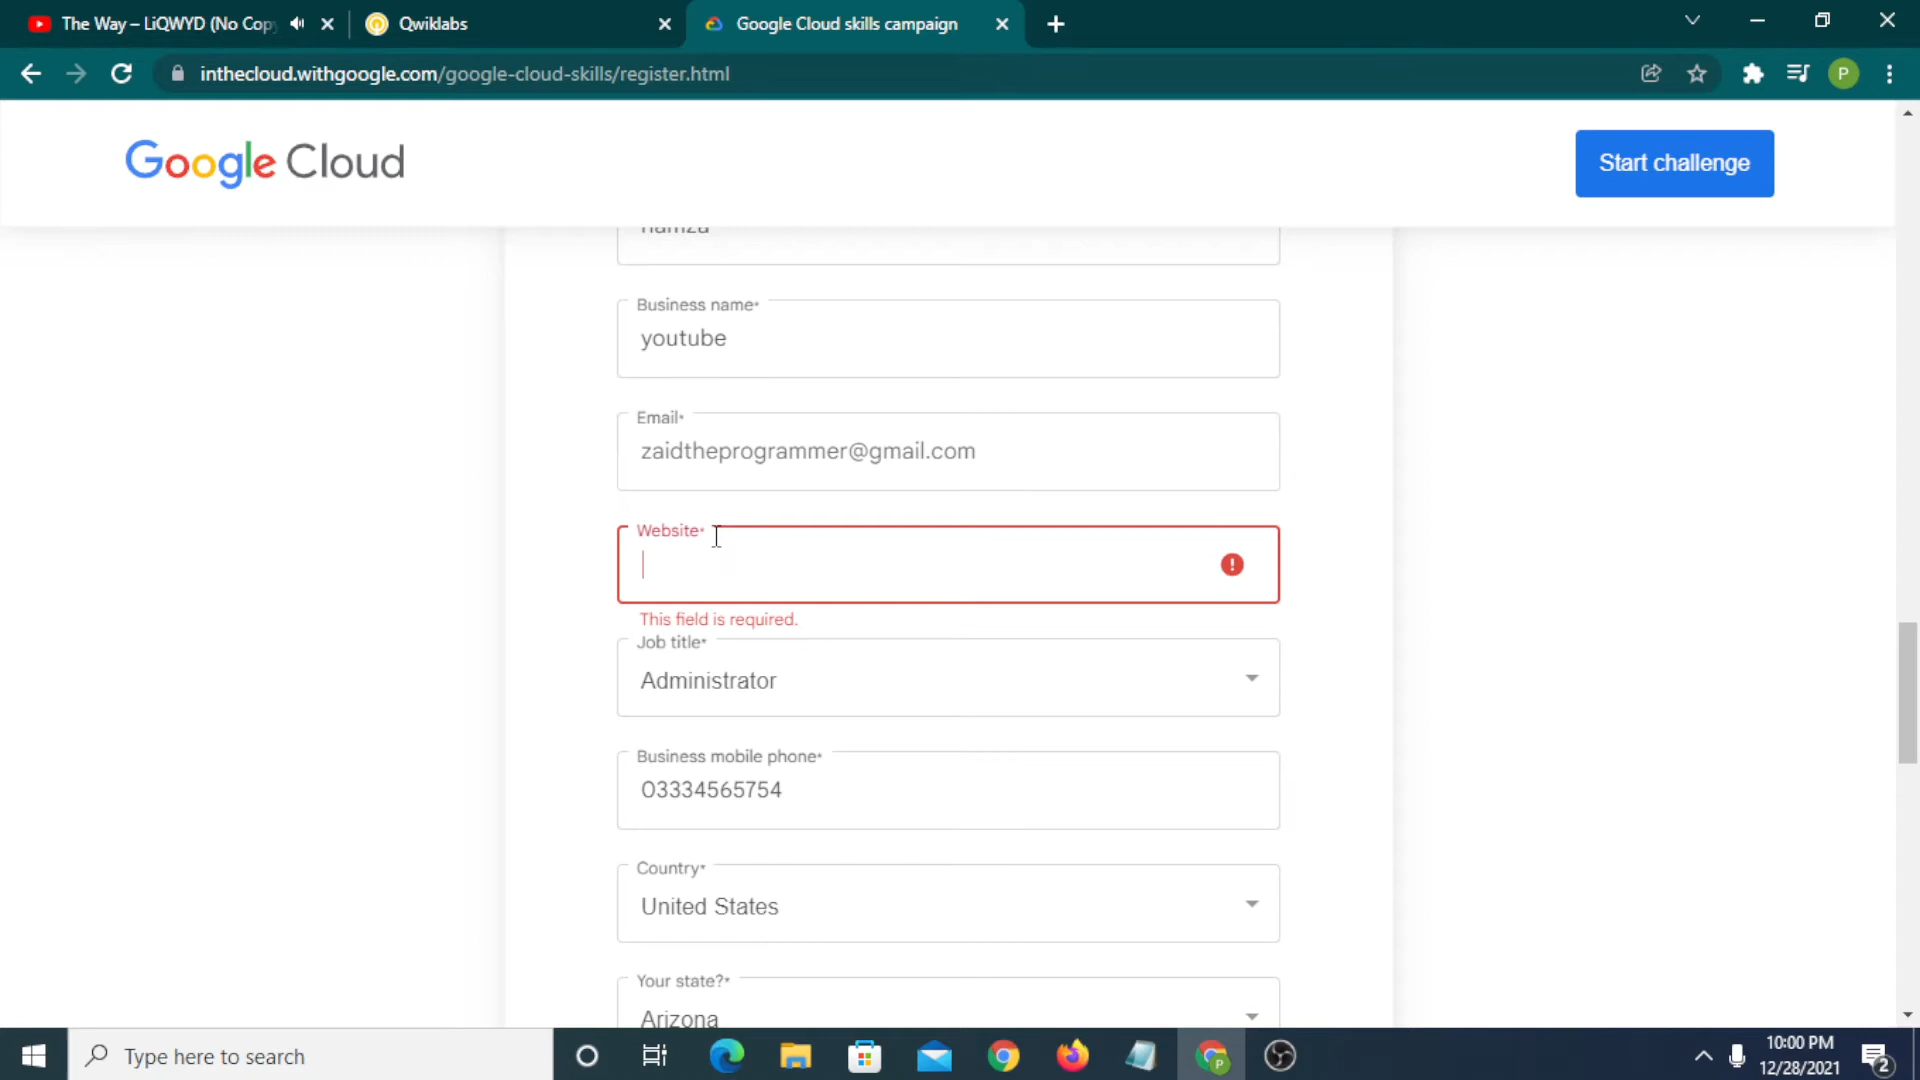 The Way – LiQWYD (No Cop
Qwiklabs
Google Cloud skills campaign
inthecloud.withgoogle.com/google-cloud-skills/register.html
P
Google Cloud
Start challenge
Hamza
Business name*
youtube
Email*
zaidtheprogrammer@gmail.com
Website*
This field is required.
Job title*
Administrator
Business mobile phone*
03334565754
Country*
United States
Your state?*
Arizona
Type here to search
P
10:00 PM
12/28/2021
2